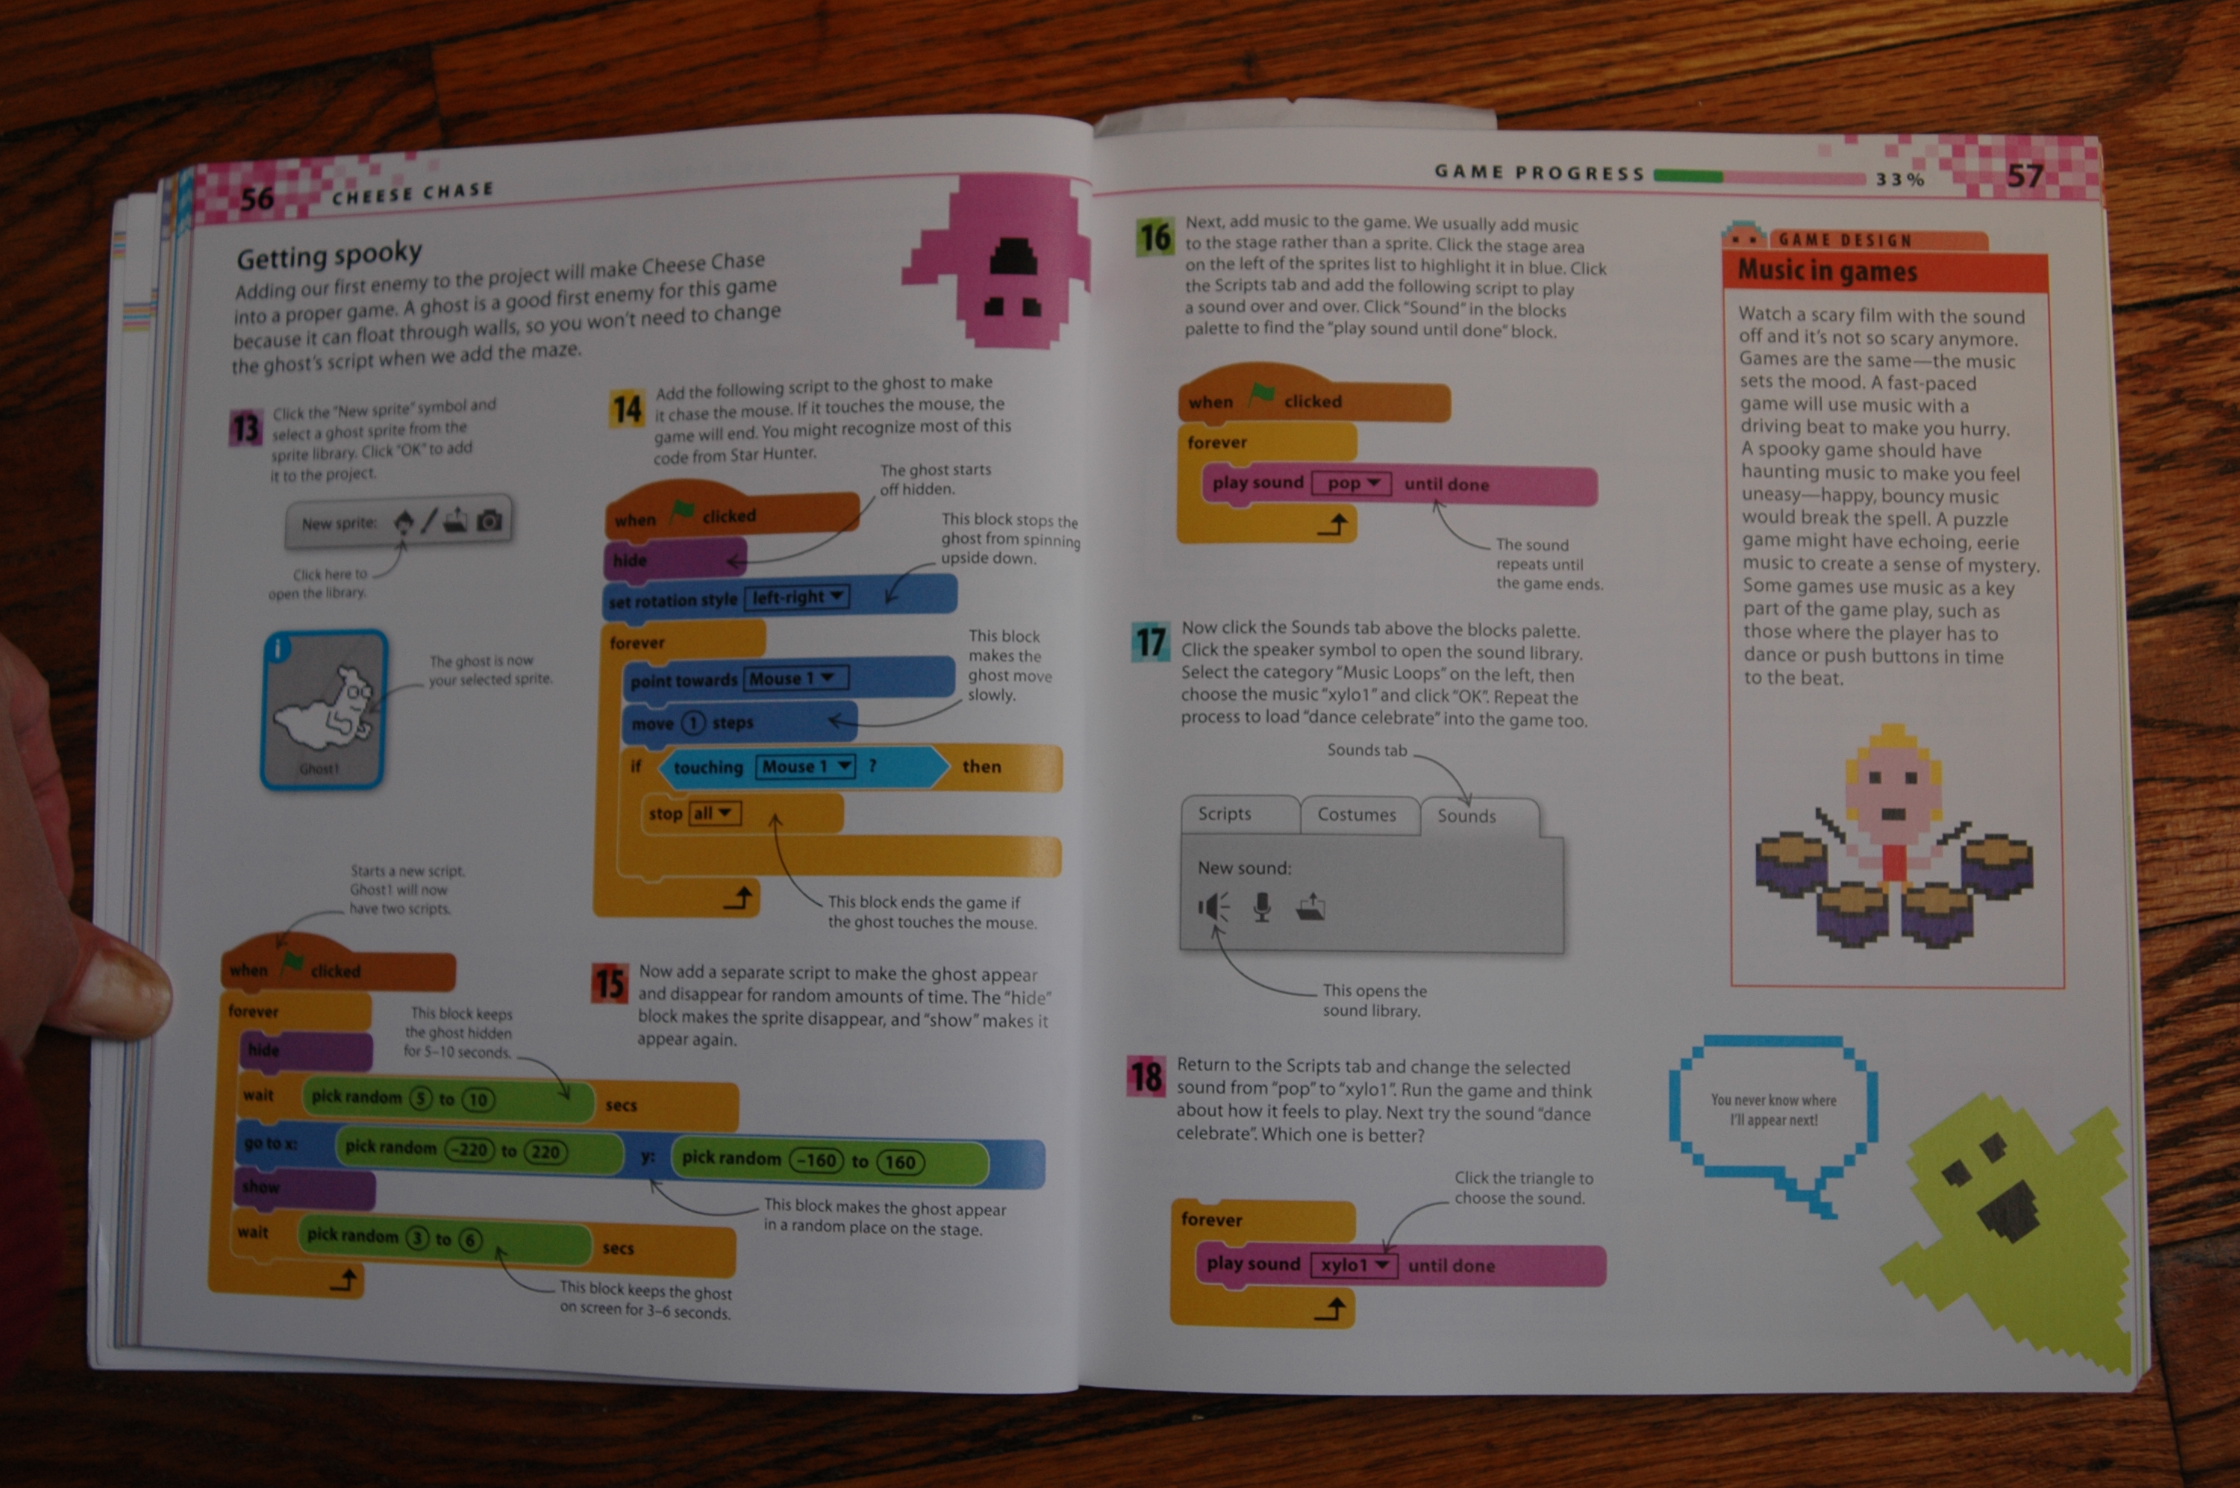 56
CHEESE CHASE
Getting spooky
Adding our first enemy to the project will make Cheese Chase
into a proper game. A ghost is a good first enemy for this game
because it can float through walls, so you won't need to change
the ghost's script when we add the maze.
13
Click the "New sprite" symbol and
select a ghost sprite from the
sprite library. Click "OK" to add
it to the project.
New sprite:
Click here to
open the library.
The ghost is now
your selected sprite.
i
Ghost1
14
Add the following script to the ghost to make
it chase the mouse. If it touches the mouse, the
game will end. You might recognize most of this
code from Star Hunter.
The ghost starts
off hidden.
This block stops the
ghost from spinning
upside down.
when clicked
hide
set rotation style left-right
forever
point towards Mouse 1
move 1 steps
if touching Mouse 1 ? then
stop all
This block
makes the
ghost move
slowly.
This block ends the game if
the ghost touches the mouse.
15
Now add a separate script to make the ghost appear
and disappear for random amounts of time. The "hide"
block makes the sprite disappear, and "show" makes it
appear again.
Starts a new script.
Ghost1 will now
have two scripts.
This block keeps
the ghost hidden
for 5–10 seconds.
when clicked
forever
hide
wait pick random 5 to 10 secs
go to x: pick random -220 to 220 y: pick random -160 to 160
show
wait pick random 3 to 6 secs
This block makes the ghost appear
in a random place on the stage.
This block keeps the ghost
on screen for 3–6 seconds.
GAME PROGRESS
33%
57
16
Next, add music to the game. We usually add music
to the stage rather than a sprite. Click the stage area
on the left of the sprites list to highlight it in blue. Click
the Scripts tab and add the following script to play
a sound over and over. Click "Sound" in the blocks
palette to find the "play sound until done" block.
when clicked
forever
play sound pop until done
The sound
repeats until
the game ends.
17
Now click the Sounds tab above the blocks palette.
Click the speaker symbol to open the sound library.
Select the category "Music Loops" on the left, then
choose the music "xylo1" and click "OK". Repeat the
process to load "dance celebrate" into the game too.
Sounds tab
Scripts
Costumes
Sounds
New sound:
This opens the
sound library.
18
Return to the Scripts tab and change the selected
sound from "pop" to "xylo1". Run the game and think
about how it feels to play. Next try the sound "dance
celebrate". Which one is better?
Click the triangle to
choose the sound.
forever
play sound xylo1 until done
GAME DESIGN
Music in games
Watch a scary film with the sound
off and it's not so scary anymore.
Games are the same—the music
sets the mood. A fast-paced
game will use music with a
driving beat to make you hurry.
A spooky game should have
haunting music to make you feel
uneasy—happy, bouncy music
would break the spell. A puzzle
game might have echoing, eerie
music to create a sense of mystery.
Some games use music as a key
part of the game play, such as
those where the player has to
dance or push buttons in time
to the beat.
You never know where
I'll appear next!